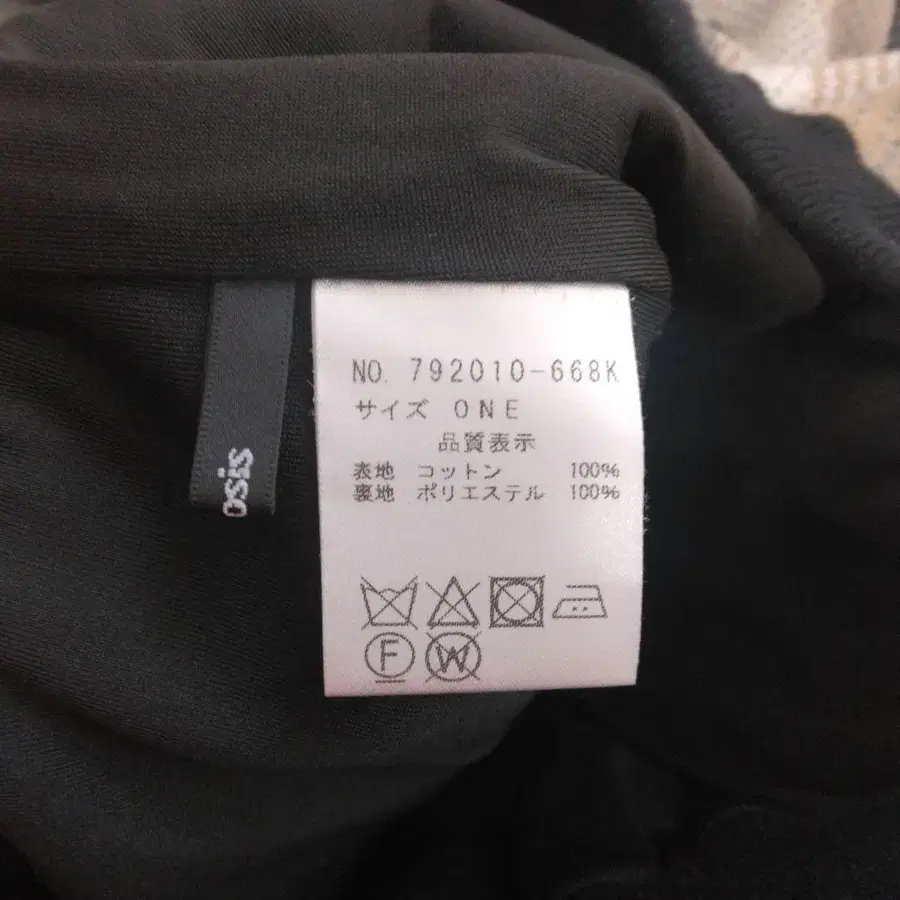 NO. 792010-668K
サイズ ONE
品質表示
表地 コットン 100%
裏地 ポリエステル 100%
F
W
osis